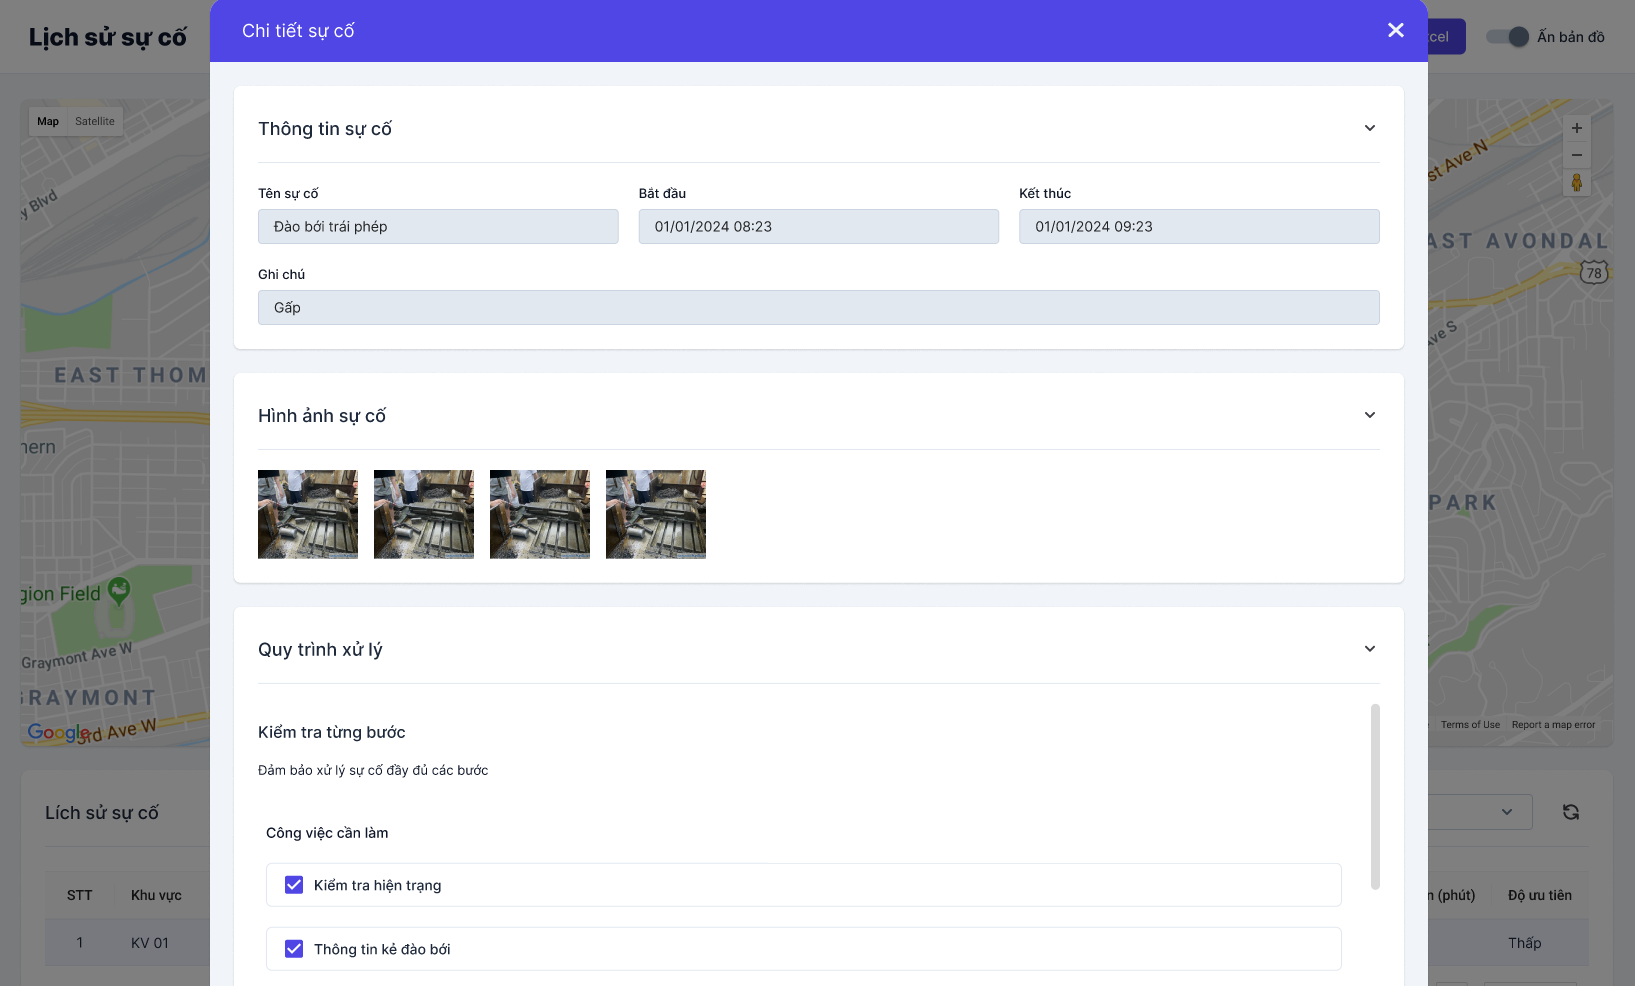 Lịch sử sự cố
Chi tiết sự cố
cel
Ẩn bản đồ
Map
Satellite
Thông tin sự cố
Tên sự cố
Bắt đầu
Kết thúc
Đào bới trái phép
01/01/2024 08:23
01/01/2024 09:23
Ghi chú
Gấp
Hình ảnh sự cố
Quy trình xử lý
Kiểm tra từng bước
Đảm bảo xử lý sự cố đầy đủ các bước
Công việc cần làm
Kiểm tra hiện trạng
Thông tin kẻ đào bới
y Blvd
EAST THOM
hern
gion Field
Graymont Ave W
GRAYMONT
Google
3rd Ave W
st Ave N
AST AVONDAL
78
Ave S
PARK
Terms of Use
Report a map error
Lích sử sự cố
STT
Khu vực
n (phút)
Độ ưu tiên
1
KV 01
Thấp